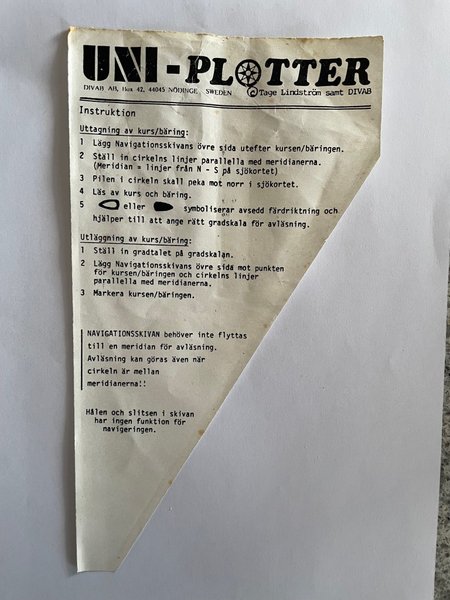 UNI-PLOTTER
DIVAB AB, Box 42, 44045 NÖDINGE, SWEDEN © Tage Lindström samt DIVAB
Instruktion
Uttagning av kurs/bäring:
1 Lägg Navigationsskivans övre sida utefter kursen/bäringen.
2 Ställ in cirkelns linjer parallella med meridianerna.
(Meridian = linjer från N - S på sjökortet)
3 Pilen i cirkeln skall peka mot norr i sjökortet.
4 Läs av kurs och bäring.
5 eller symboliserar avsedd färdriktning och
hjälper till att ange rätt gradskala för avläsning.
Utläggning av kurs/bäring:
1 Ställ in gradtalet på gradskalan.
2 Lägg Navigationsskivans övre sida mot punkten
för kursen/bäringen och cirkelns linjer
parallella med meridianerna.
3 Markera kursen/bäringen.
NAVIGATIONSSKIVAN behöver inte flyttas
till en meridian för avläsning.
Avläsning kan göras även när
cirkeln är mellan
meridianerna!!
Hålen och slitsen i skivan
har ingen funktion för
navigeringen.